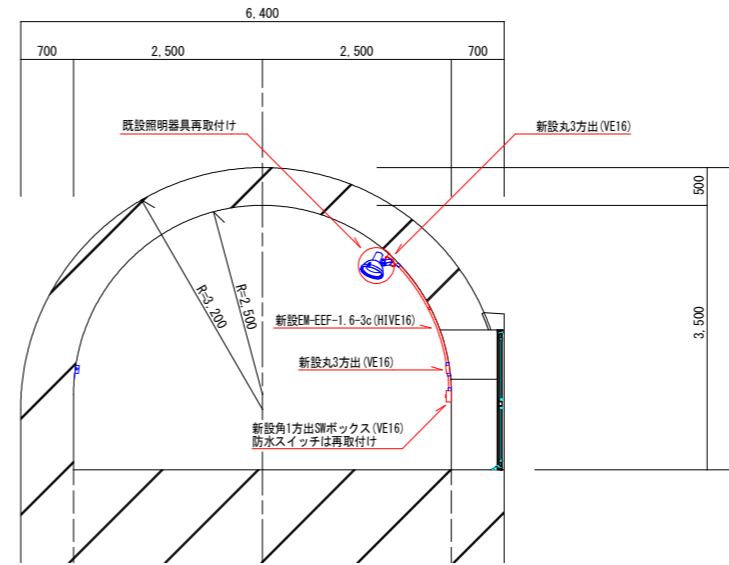 6,400
700
2,500
2,500
700
既設照明器具再取付け
新設丸3方出(VE16)
500
R=3,200
R=2,500
新設EM-EEF-1.6-3c(HIVE16)
3,500
新設丸3方出(VE16)
新設角1方出SWボックス(VE16)
防水スイッチは再取付け